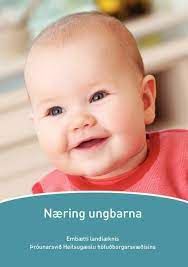 Næring ungbarna
Embætti landlæknis
Þróunarsvið Heilsugæslu höfuðborgarsvæðisins